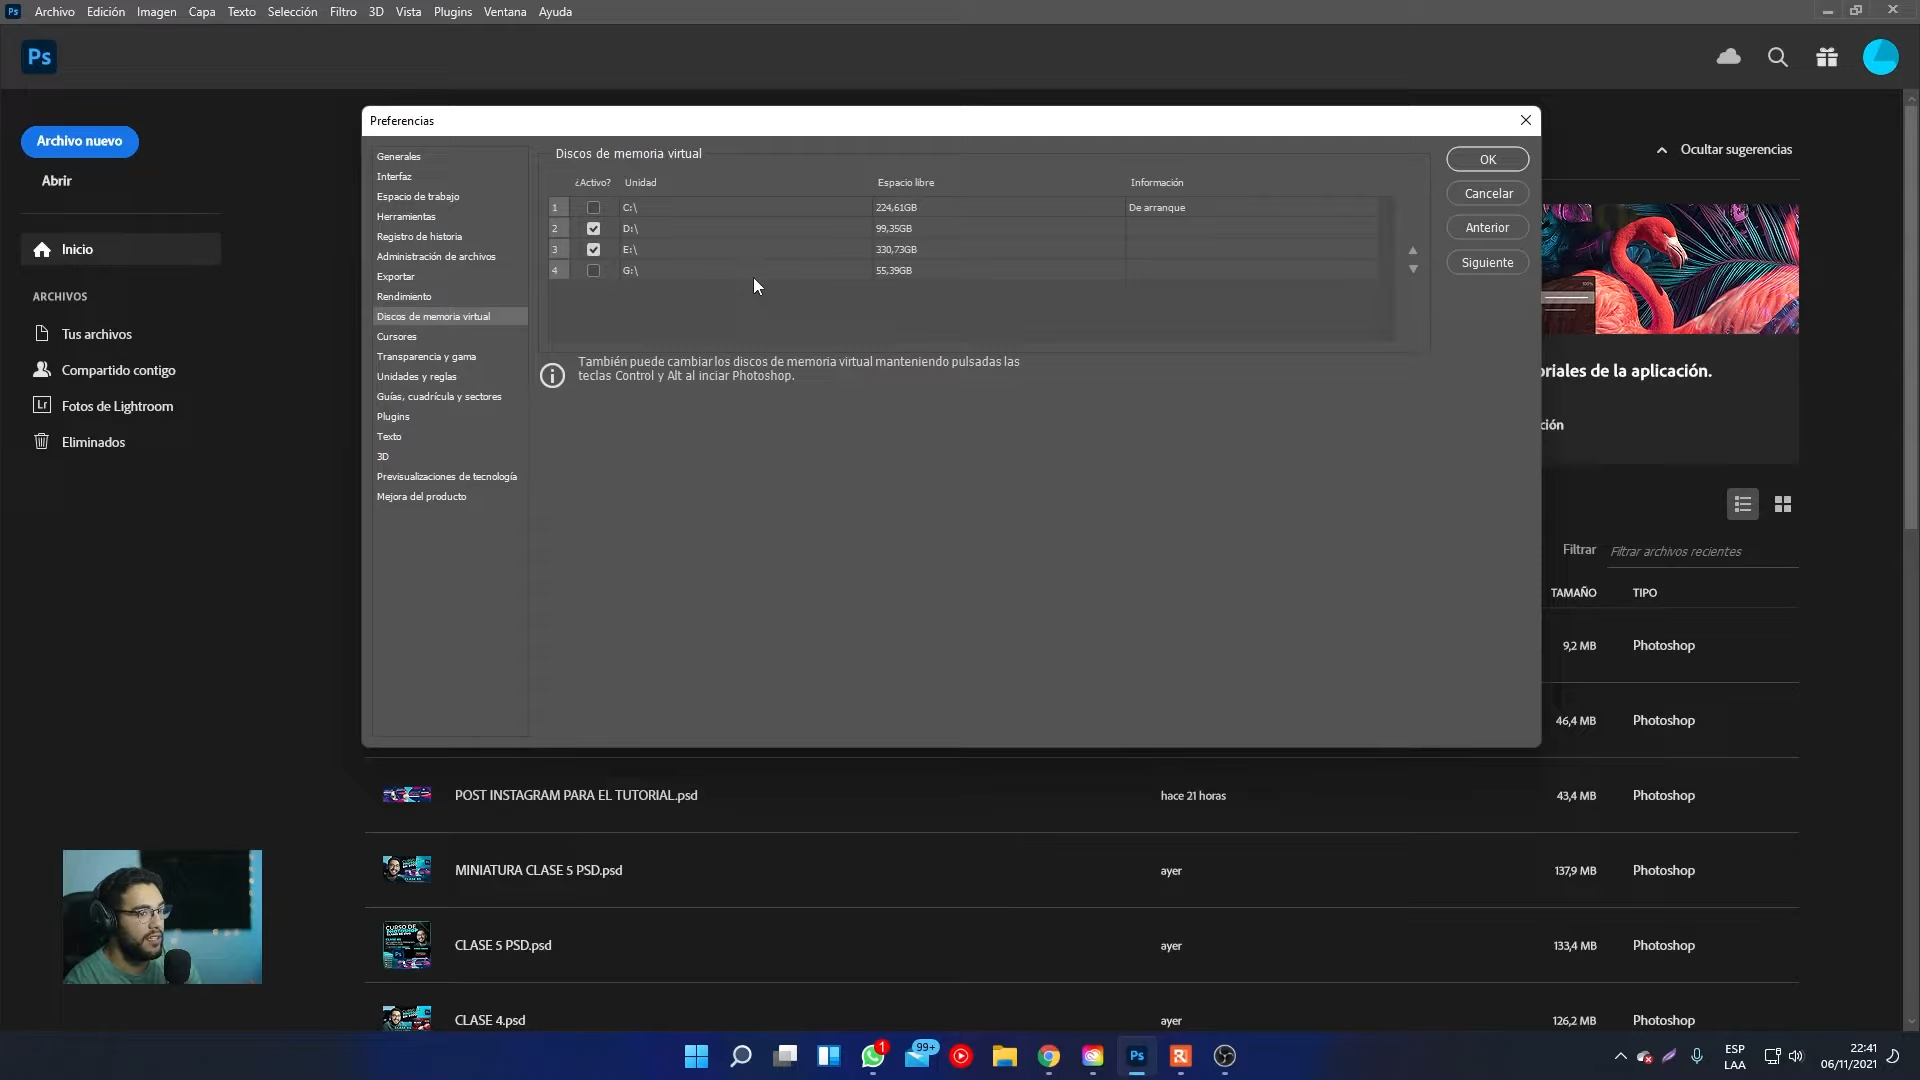 Ps Archivo Edición Imagen Capa Texto Selección Filtro 3D Vista Plugins Ventana Ayuda
Ps
Archivo nuevo
Abrir
Inicio
ARCHIVOS
Tus archivos
Compartido contigo
Lr Fotos de Lightroom
Eliminados
Preferencias
Generales
Interfaz
Espacio de trabajo
Herramientas
Registro de historia
Administración de archivos
Exportar
Rendimiento
Discos de memoria virtual
Cursores
Transparencia y gama
Unidades y reglas
Guías, cuadrícula y sectores
Plugins
Texto
3D
Previsualizaciones de tecnología
Mejora del producto
Discos de memoria virtual
¿Activo? Unidad Espacio libre Información
1 C:\ 224,61GB De arranque
2 D:\ 99,35GB
3 E:\ 330,73GB
4 G:\ 55,39GB
También puede cambiar los discos de memoria virtual manteniendo pulsadas las
teclas Control y Alt al inciar Photoshop.
OK
Cancelar
Anterior
Siguiente
Ocultar sugerencias
oriales de la aplicación.
ción
Filtrar Filtrar archivos recientes
TAMAÑO TIPO
9,2 MB Photoshop
46,4 MB Photoshop
POST INSTAGRAM PARA EL TUTORIAL.psd hace 21 horas 43,4 MB Photoshop
MINIATURA CLASE 5 PSD.psd ayer 137,9 MB Photoshop
CLASE 5 PSD.psd ayer 133,4 MB Photoshop
CLASE 4.psd ayer 126,2 MB Photoshop
1 99+ Ps
ESP
LAA
22:41
06/11/2021